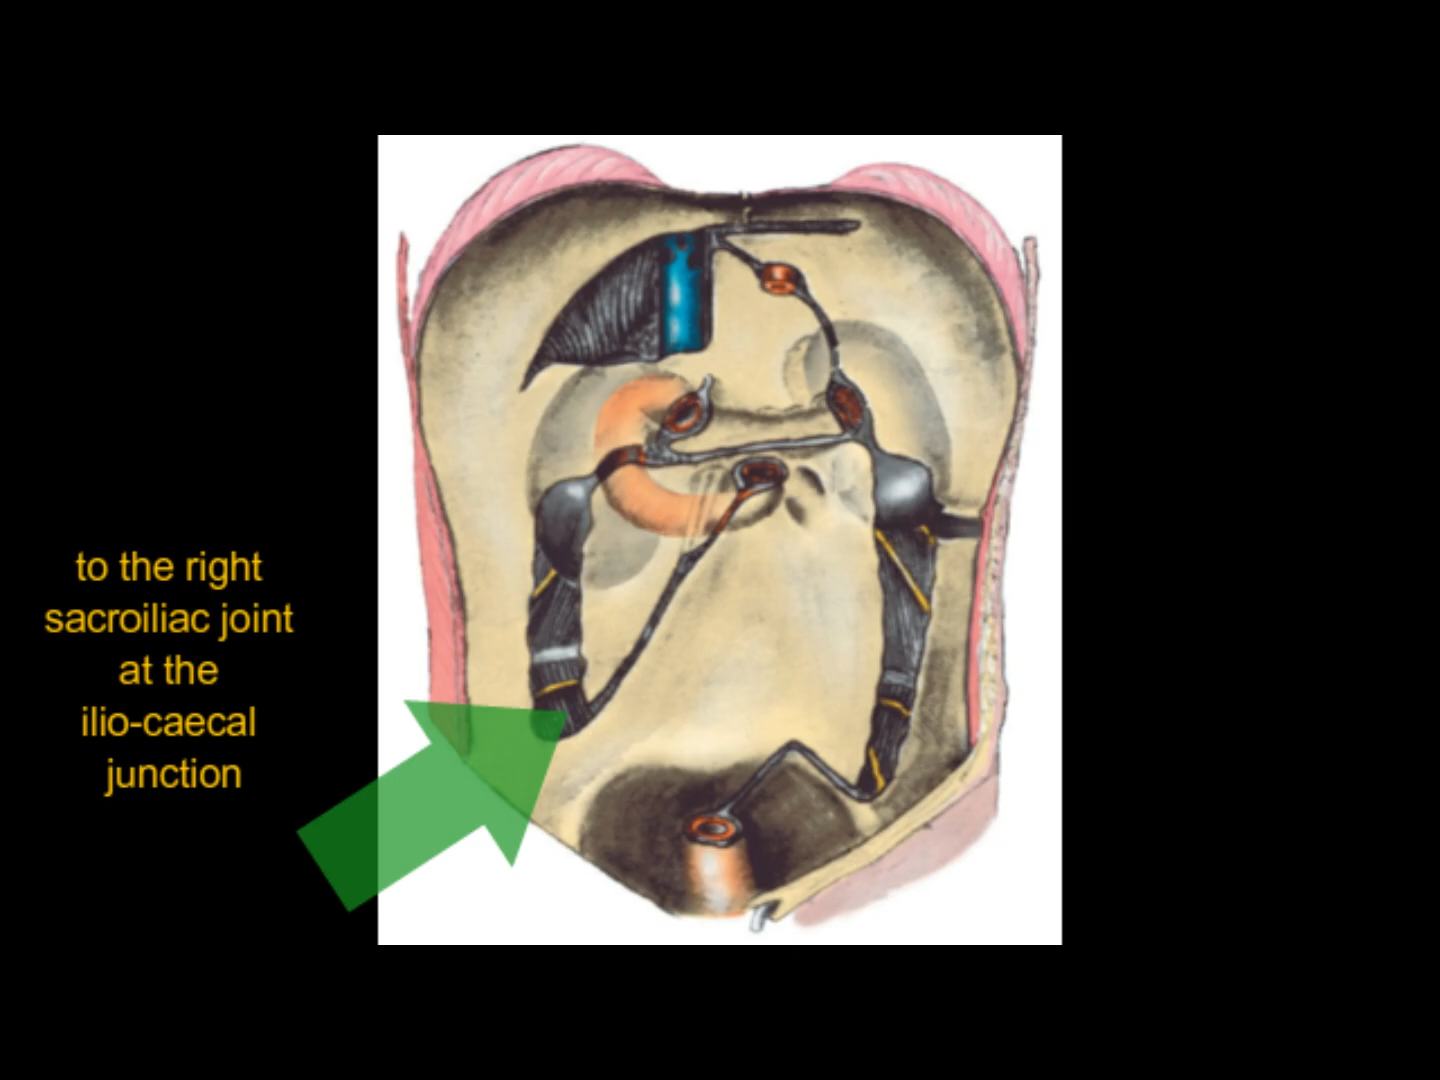 to the right
sacroiliac joint
at the
ilio-caecal
junction